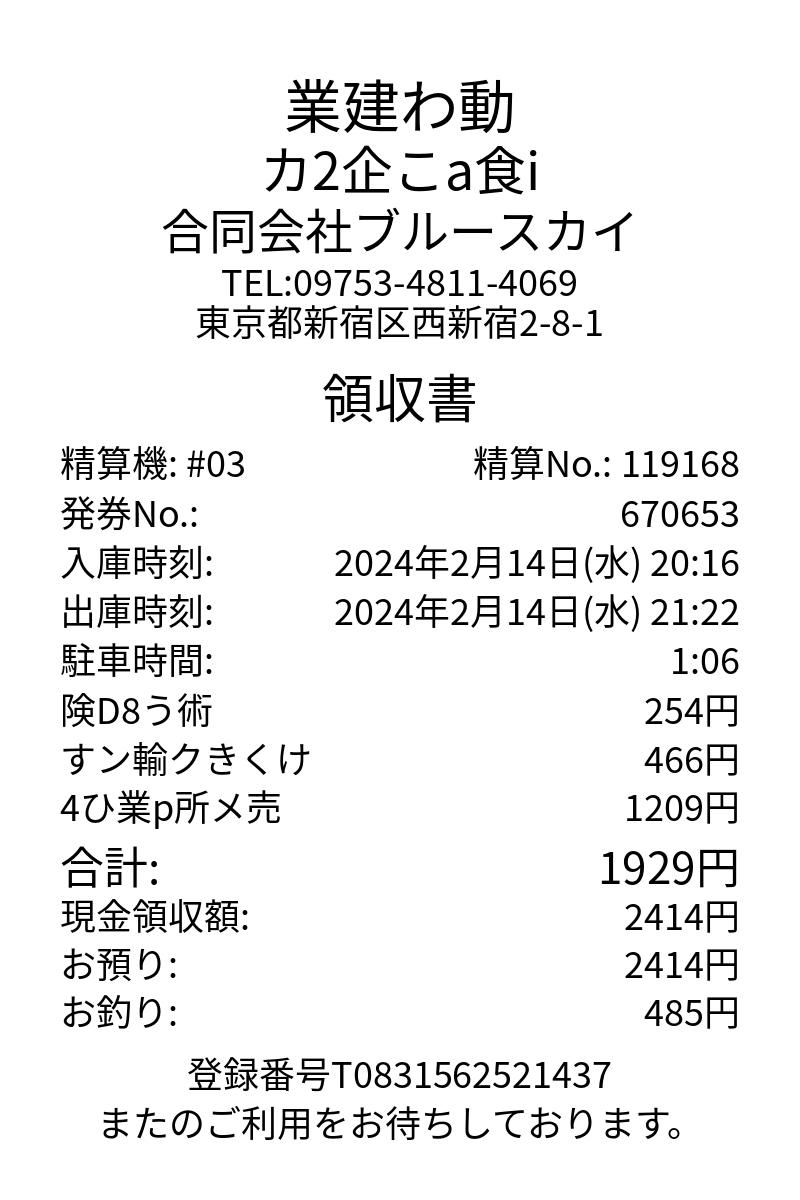 業建わ動
カ2企こa食i
合同会社ブルースカイ
TEL:09753-4811-4069
東京都新宿区西新宿2-8-1
領収書
精算機: #03 精算No.: 119168
発券No.: 670653
入庫時刻: 2024年2月14日(水) 20:16
出庫時刻: 2024年2月14日(水) 21:22
駐車時間: 1:06
険D8う術 254円
すン輸クきくけ 466円
4ひ業p所メ売 1209円
合計: 1929円
現金領収額: 2414円
お預り: 2414円
お釣り: 485円
登録番号T0831562521437
またのご利用をお待ちしております。